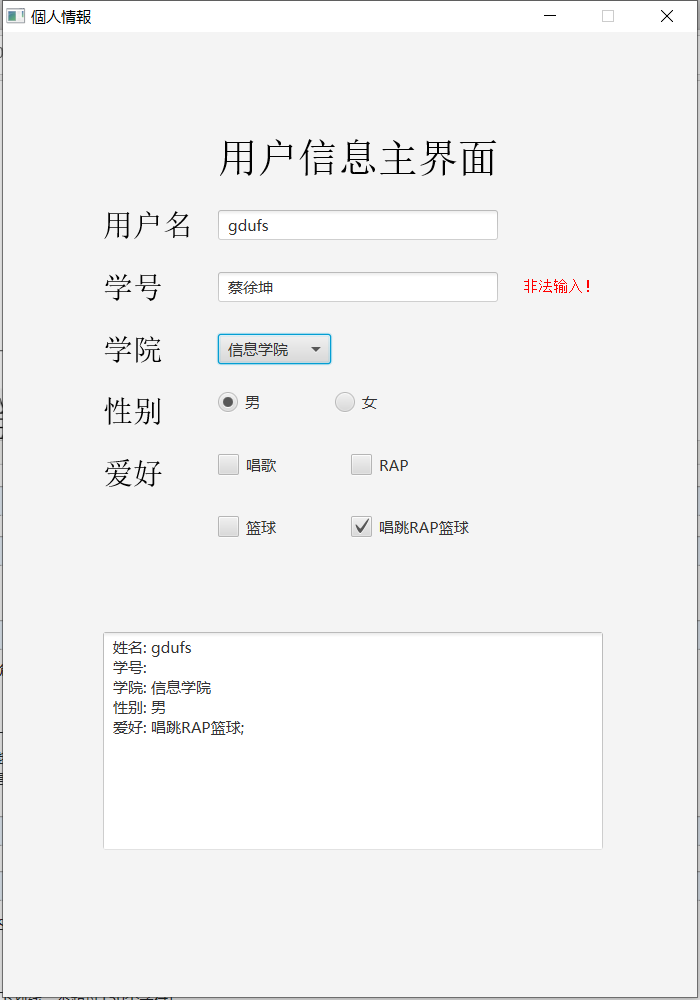 個人情報
用户信息主界面
用户名 gdufs
学号 蔡徐坤 非法输入!
学院 信息学院
性别 男 女
爱好 唱歌 RAP
篮球 唱跳RAP篮球
姓名: gdufs
学号:
学院: 信息学院
性别: 男
爱好: 唱跳RAP篮球;